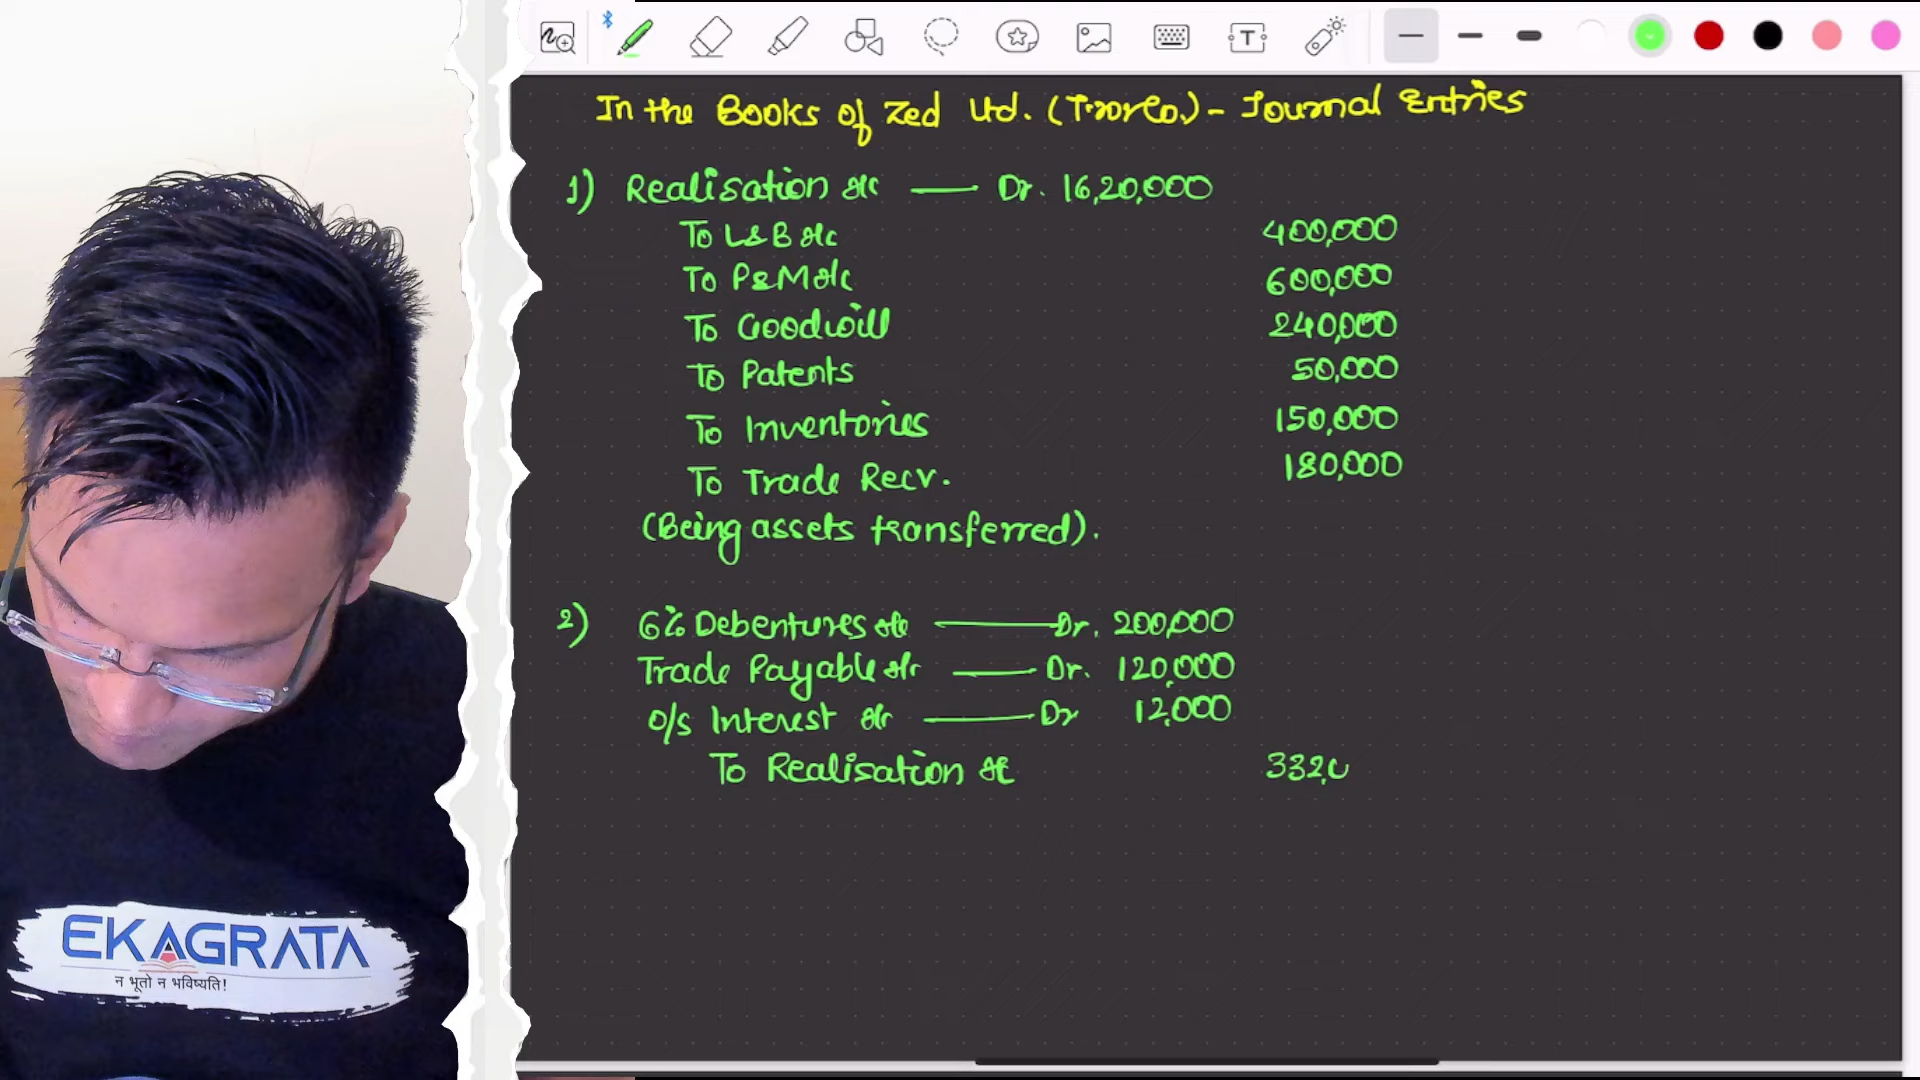 In the Books of Zed Ltd. (T'ror Co.) - Journal Entries
1) Realisation a/c — Dr. 16,20,000
To L&B a/c 400,000
To P&M a/c 600,000
To Goodwill 240,000
To Patents 50,000
To Inventories 150,000
To Trade Recv. 180,000
(Being assets transferred).
2) 6% Debentures a/c — Dr. 200,000
Trade Payable a/c — Dr. 120,000
O/s Interest a/c — Dr 12,000
To Realisation a/c 332,0
EKAGRATA
न भूतो न भविष्यति!
T